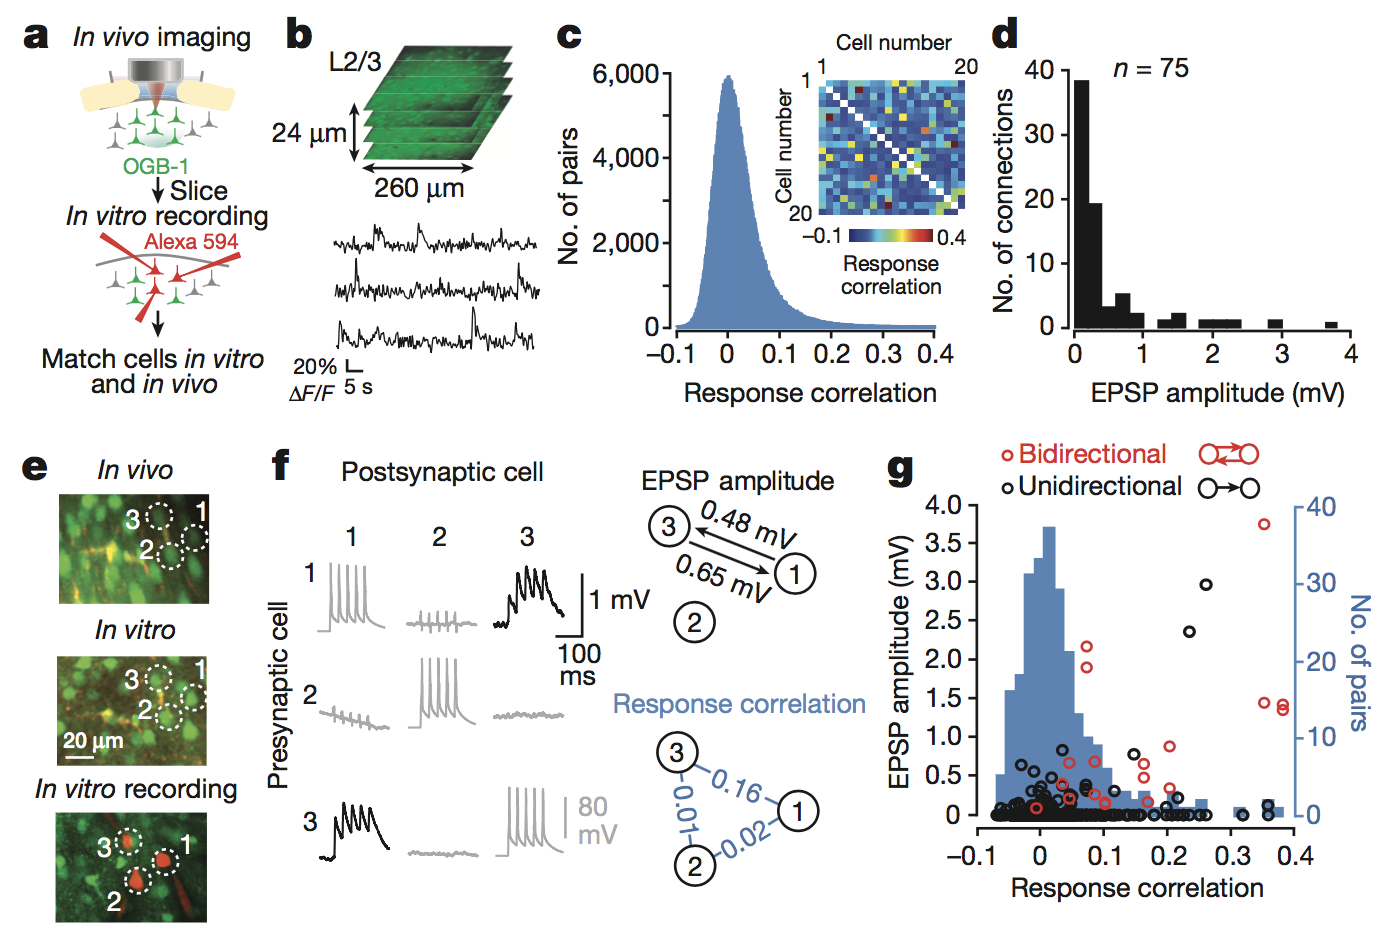 a
In vivo imaging
OGB-1
Slice
In vitro recording
Alexa 594
Match cells in vitro
and in vivo
b
L2/3
24 μm
260 μm
20%
ΔF/F
5 s
c
No. of pairs
6,000
4,000
2,000
0
–0.1
0
0.1
0.2
0.3
0.4
Response correlation
Cell number
1
20
Cell number
1
20
–0.1
0.4
Response
correlation
d
n = 75
No. of connections
40
30
20
10
0
0
1
2
3
4
EPSP amplitude (mV)
e
In vivo
3
1
2
In vitro
3
1
2
20 μm
In vitro recording
3
1
2
f
Postsynaptic cell
1
2
3
Presynaptic cell
1
2
3
1 mV
100
ms
80
mV
EPSP amplitude
3
0.48 mV
0.65 mV
1
2
Response correlation
3
0.16
1
–0.01
–0.02
2
g
Bidirectional
Unidirectional
EPSP amplitude (mV)
4.0
3.5
3.0
2.5
2.0
1.5
1.0
0.5
0
40
30
20
10
0
No. of pairs
–0.1
0
0.1
0.2
0.3
0.4
Response correlation